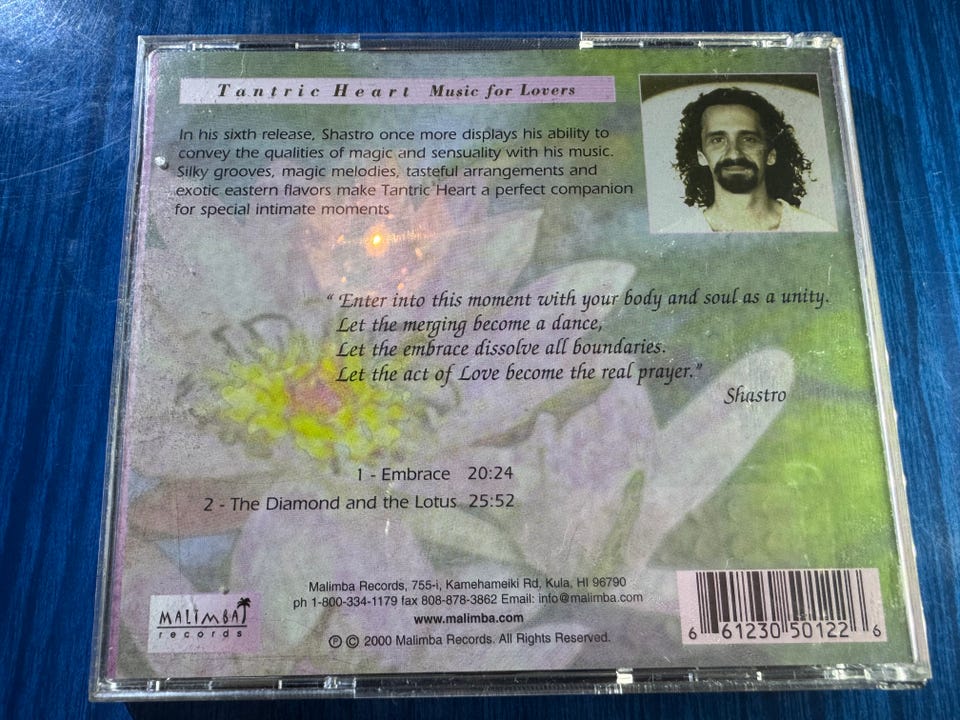 Tantric Heart Music for Lovers
In his sixth release, Shastro once more displays his ability to
convey the qualities of magic and sensuality with his music.
Silky grooves, magic melodies, tasteful arrangements and
exotic eastern flavors make Tantric Heart a perfect companion
for special intimate moments
“ Enter into this moment with your body and soul as a unity.
Let the merging become a dance,
Let the embrace dissolve all boundaries.
Let the act of Love become the real prayer.”
Shastro
1 - Embrace 20:24
2 - The Diamond and the Lotus 25:52
Malimba Records, 755-i, Kamehameiki Rd, Kula, HI 96790
ph 1-800-334-1179 fax 808-878-3862 Email: info@malimba.com
www.malimba.com
℗ © 2000 Malimba Records. All Rights Reserved.
MALIMBA
records
6 61230 50122 6